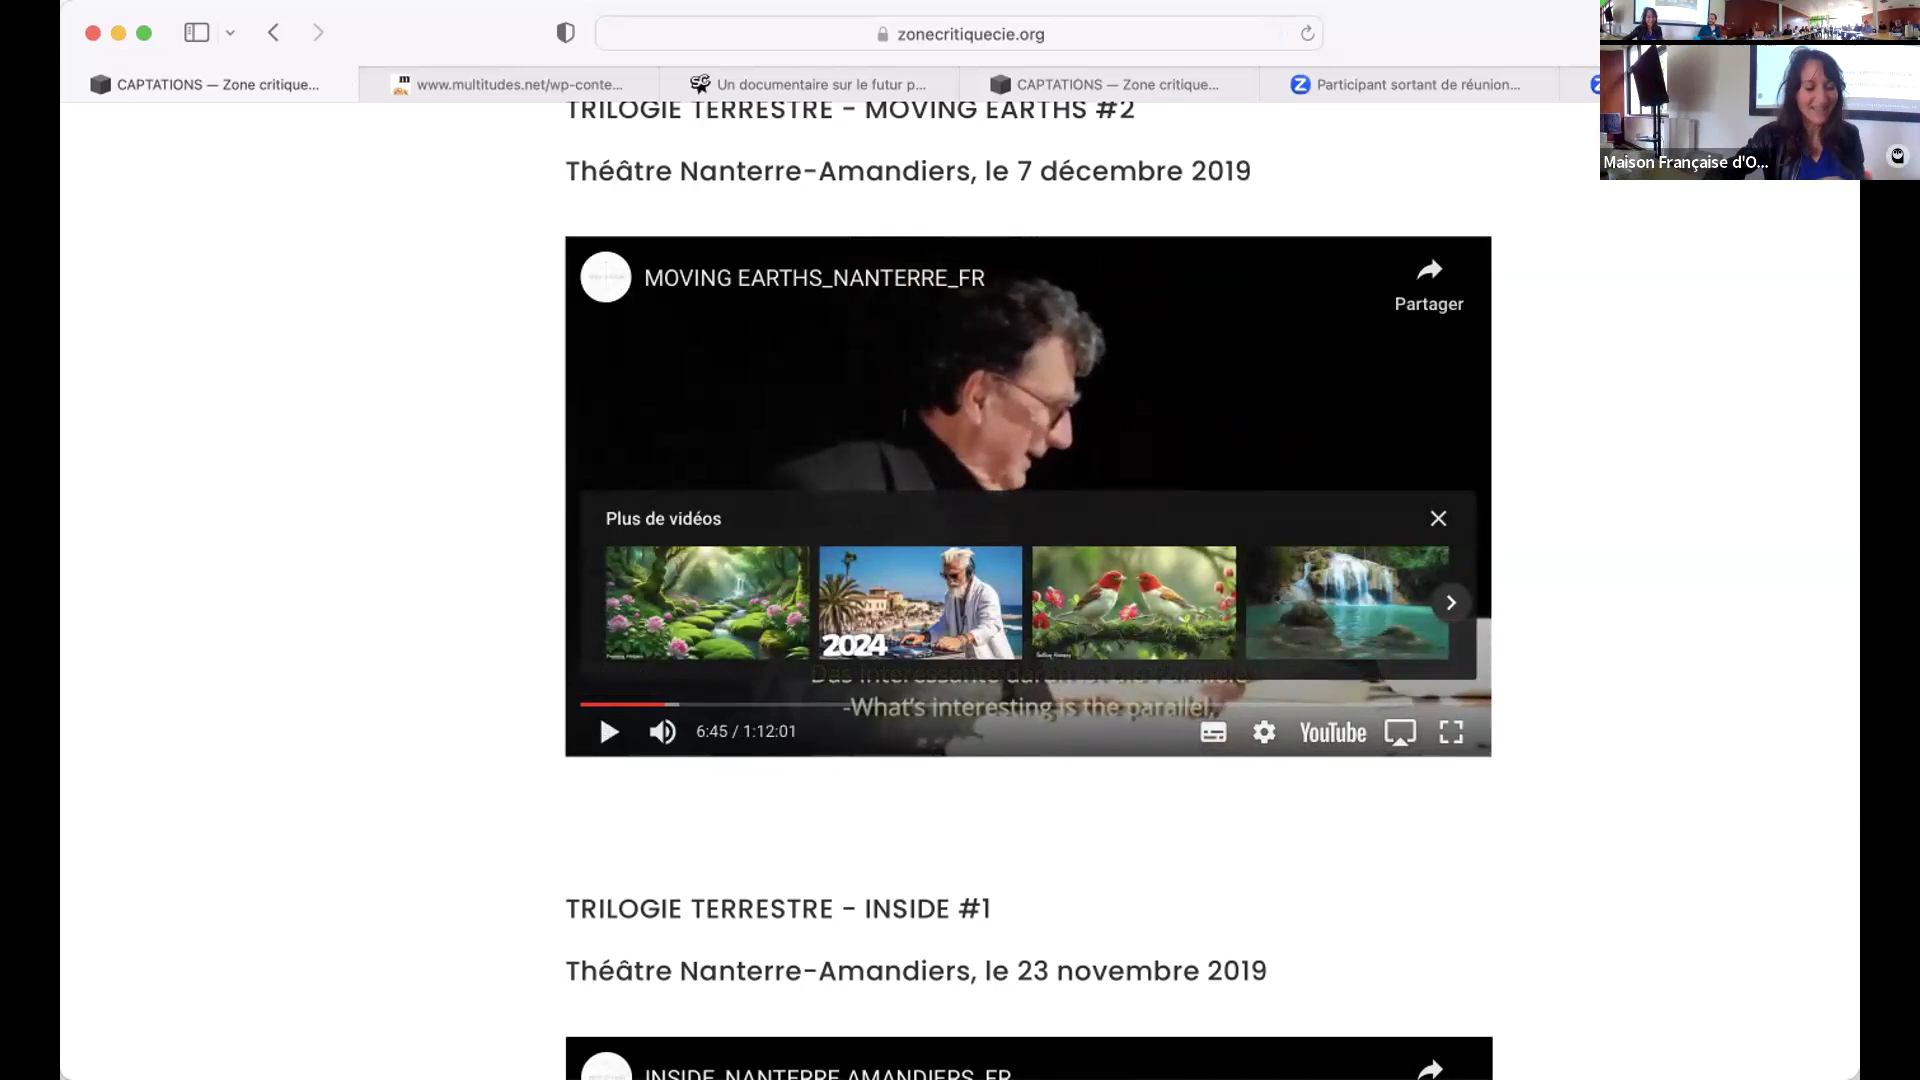 zonecritiquecie.org
CAPTATIONS — Zone critique...
www.multitudes.net/wp-conte...
Un documentaire sur le futur p...
CAPTATIONS — Zone critique...
Participant sortant de réunion...
Maison Française d'O...
TRILOGIE TERRESTRE - MOVING EARTHS #2
Théâtre Nanterre-Amandiers, le 7 décembre 2019
MOVING EARTHS_NANTERRE_FR
Partager
Plus de vidéos
2024
-What's interesting is the parallel,
6:45 / 1:12:01
YouTube
TRILOGIE TERRESTRE - INSIDE #1
Théâtre Nanterre-Amandiers, le 23 novembre 2019
INSIDE_NANTERRE AMANDIERS_FR